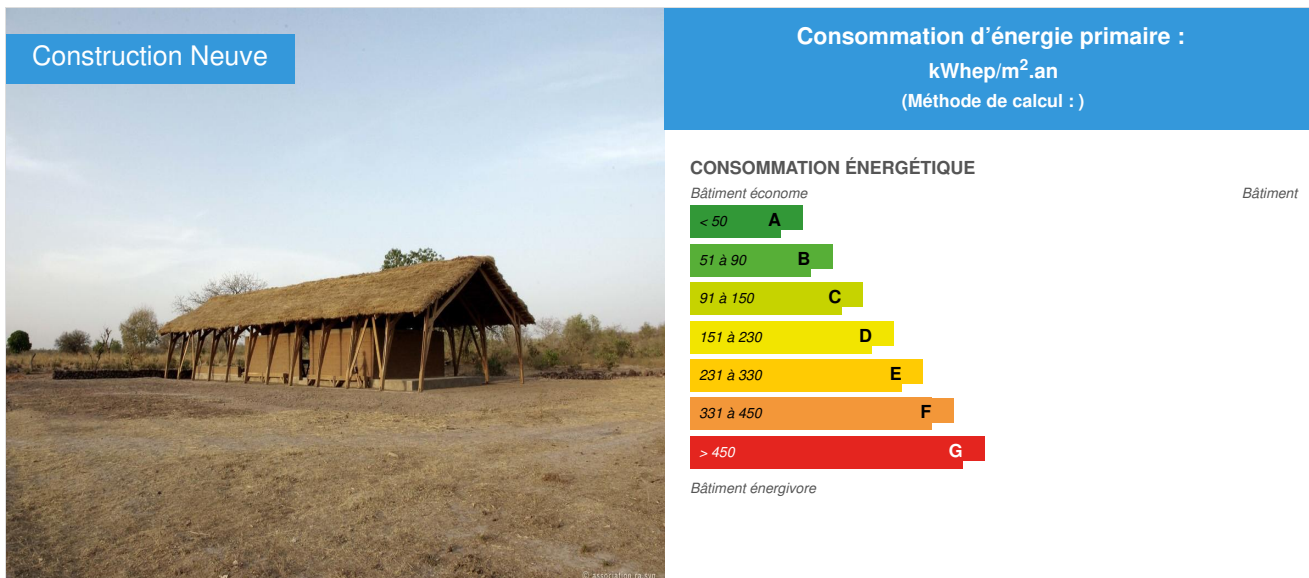 Construction Neuve
Consommation d'énergie primaire :
kWhep/m².an
(Méthode de calcul : )
CONSOMMATION ÉNERGÉTIQUE
Bâtiment économe
Bâtiment
< 50 A
51 à 90 B
91 à 150 C
151 à 230 D
231 à 330 E
331 à 450 F
> 450 G
Bâtiment énergivore
© association